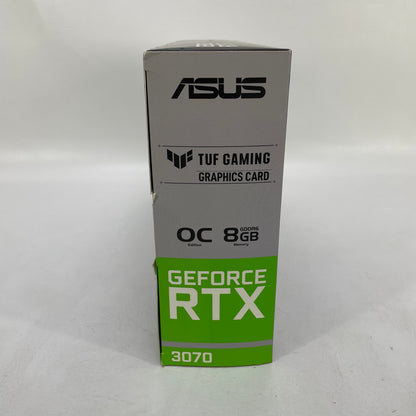 ASUS
TUF GAMING
GRAPHICS CARD
OC 8GB
GDDR6
Edition Memory
GEFORCE
RTX
3070